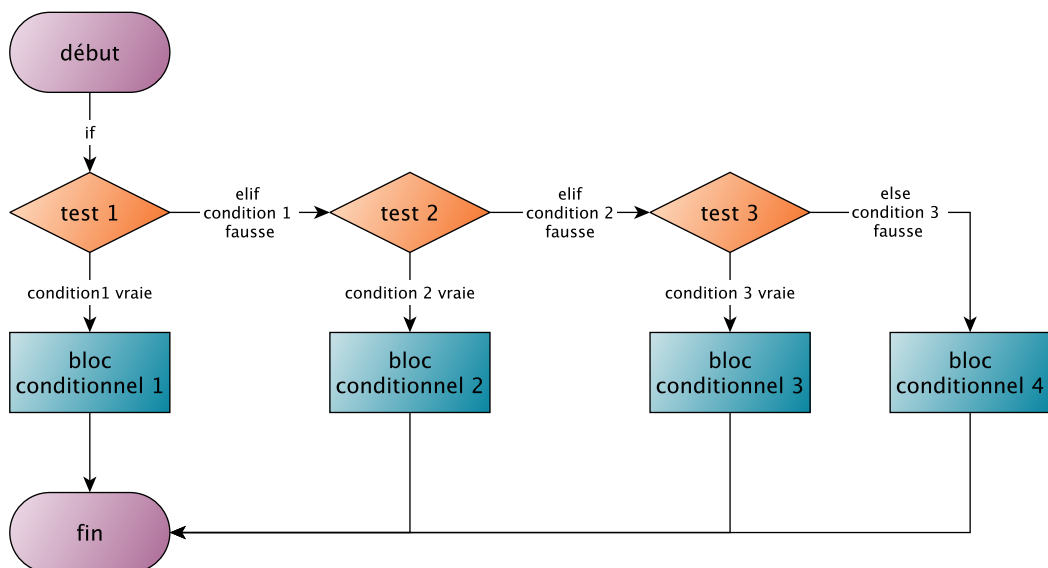 début
if
test 1
elif
condition 1
fausse
test 2
elif
condition 2
fausse
test 3
else
condition 3
fausse
condition1 vraie
condition 2 vraie
condition 3 vraie
bloc
conditionnel 1
bloc
conditionnel 2
bloc
conditionnel 3
bloc
conditionnel 4
fin